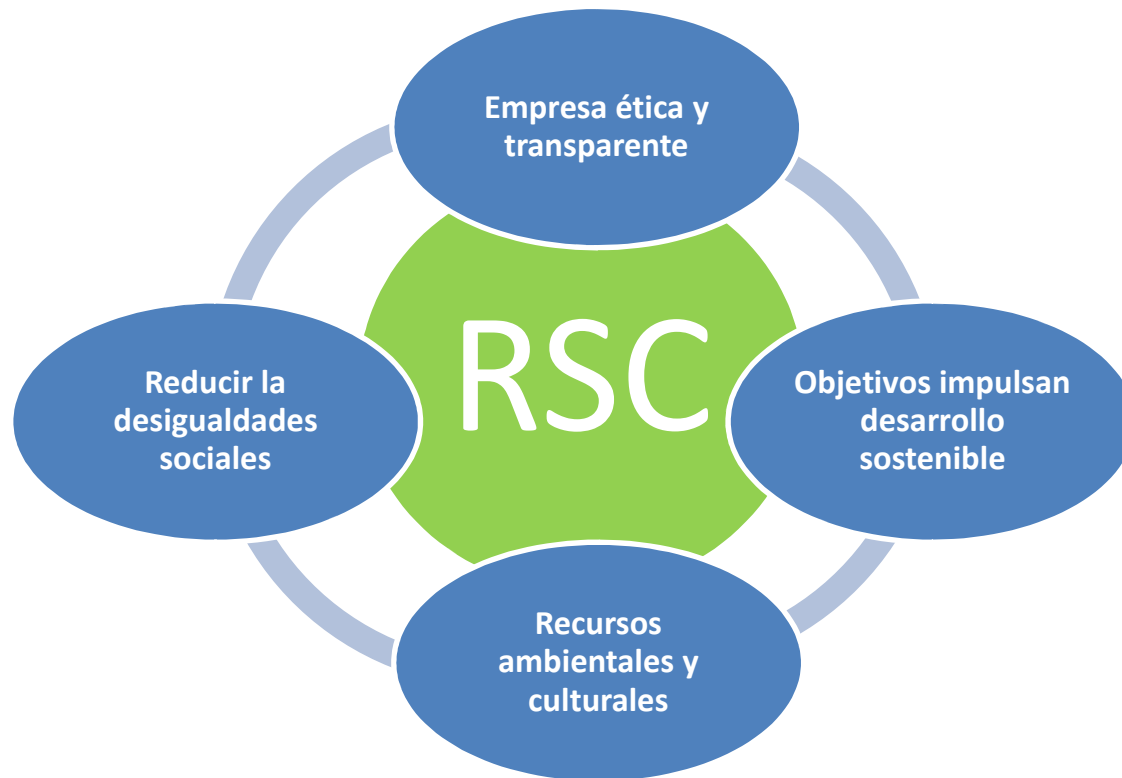 Empresa ética y
transparente
RSC
Reducir la
desigualdades
sociales
Objetivos impulsan
desarrollo
sostenible
Recursos
ambientales y
culturales